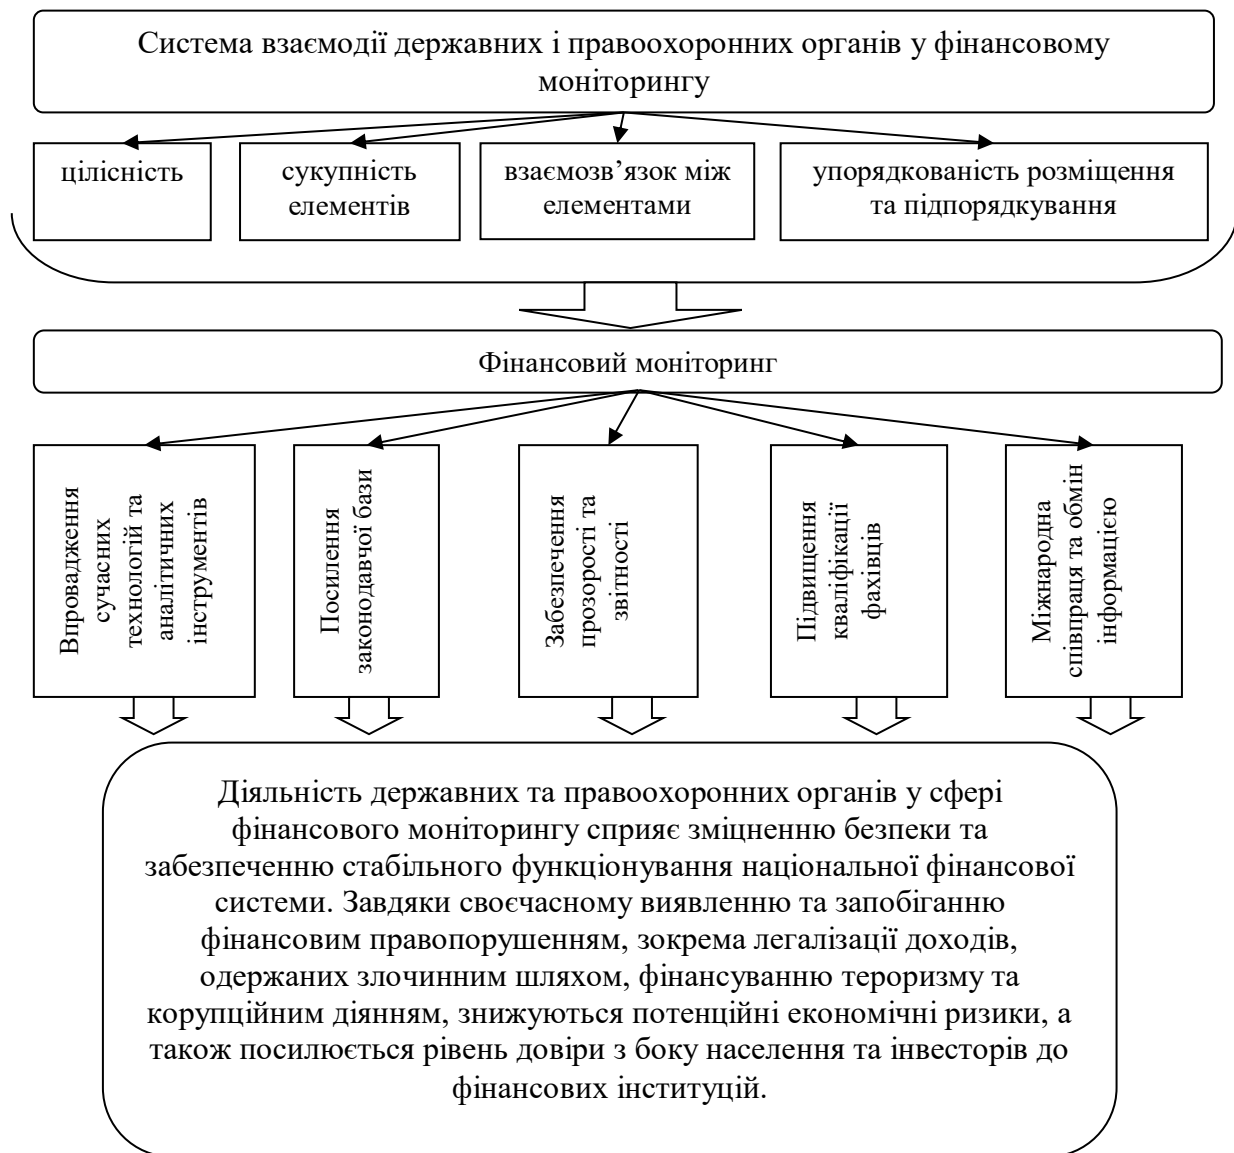 Система взаємодії державних і правоохоронних органів у фінансовому
моніторингу
цілісність
сукупність
елементів
взаємозв’язок між
елементами
упорядкованість розміщення
та підпорядкування
Фінансовий моніторинг
Впровадження
сучасних
технологій та
аналітичних
інструментів
Посилення
законодавчої бази
Забезпечення
прозорості та
звітності
Підвищення
кваліфікації
фахівців
Міжнародна
співпраця та обмін
інформацією
Діяльність державних та правоохоронних органів у сфері
фінансового моніторингу сприяє зміцненню безпеки та
забезпеченню стабільного функціонування національної фінансової
системи. Завдяки своєчасному виявленню та запобіганню
фінансовим правопорушенням, зокрема легалізації доходів,
одержаних злочинним шляхом, фінансуванню тероризму та
корупційним діянням, знижуються потенційні економічні ризики, а
також посилюється рівень довіри з боку населення та інвесторів до
фінансових інституцій.